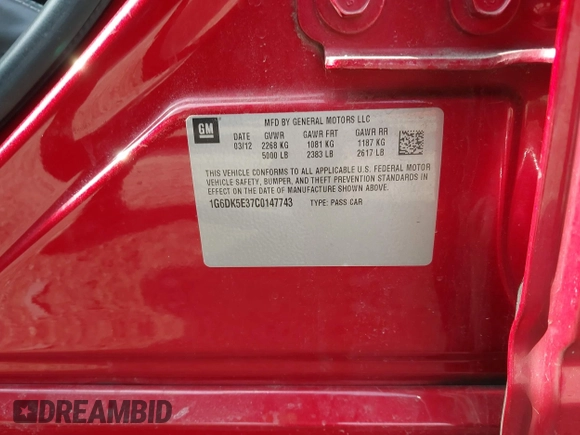 GM
MFD BY GENERAL MOTORS LLC
DATE GVWR GAWR FRT GAWR RR
03/12 2268 KG 1081 KG 1187 KG
5000 LB 2383 LB 2617 LB
THIS VEHICLE CONFORMS TO ALL APPLICABLE U.S. FEDERAL MOTOR
VEHICLE SAFETY, BUMPER, AND THEFT PREVENTION STANDARDS IN
EFFECT ON THE DATE OF MANUFACTURE SHOWN ABOVE.
1G6DK5E37C0147743 TYPE: PASS CAR
DREAMBID